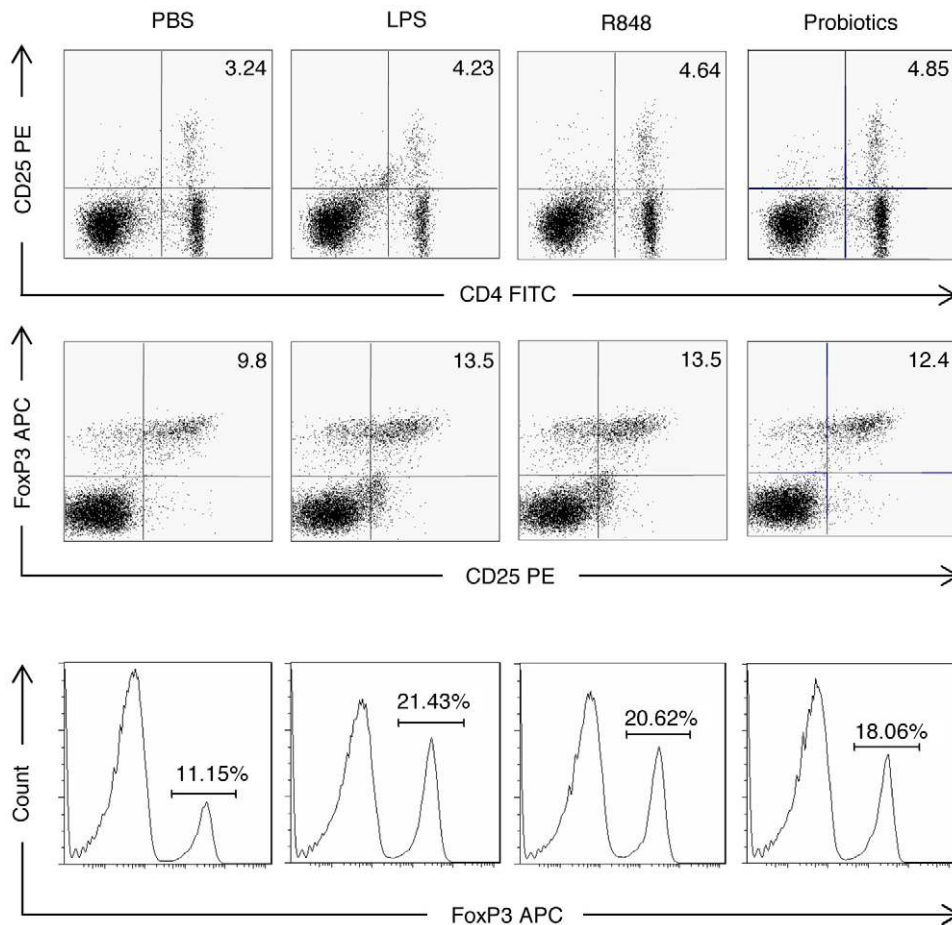 PBS LPS R848 Probiotics
CD25 PE
3.24 4.23 4.64 4.85
CD4 FITC
FoxP3 APC
9.8 13.5 13.5 12.4
CD25 PE
Count
11.15% 21.43% 20.62% 18.06%
FoxP3 APC